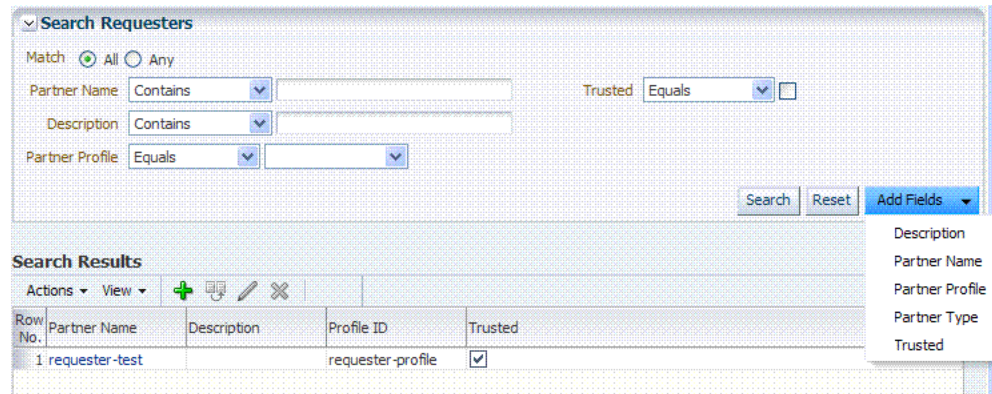 Search Requesters
Match All Any
Partner Name Contains Trusted Equals
Description Contains
Partner Profile Equals
Search Reset Add Fields
Description
Partner Name
Partner Profile
Partner Type
Trusted
Search Results
Actions View
Row No. Partner Name Description Profile ID Trusted
1 requester-test requester-profile